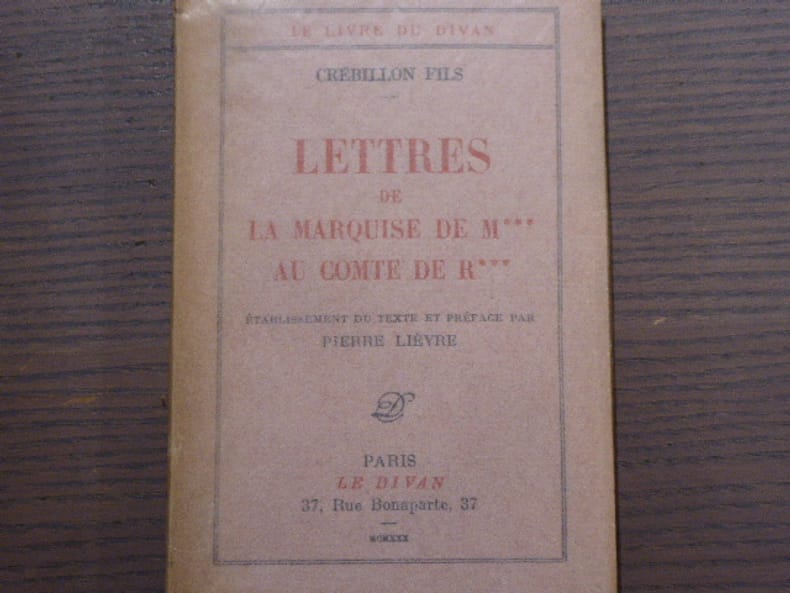 LE LIVRE DU DIVAN
CRÉBILLON FILS
LETTRES
DE
LA MARQUISE DE M***
AU COMTE DE R***
ÉTABLISSEMENT DU TEXTE ET PRÉFACE PAR
PIERRE LIÈVRE
D
PARIS
LE DIVAN
37, Rue Bonaparte, 37
MCMXXX